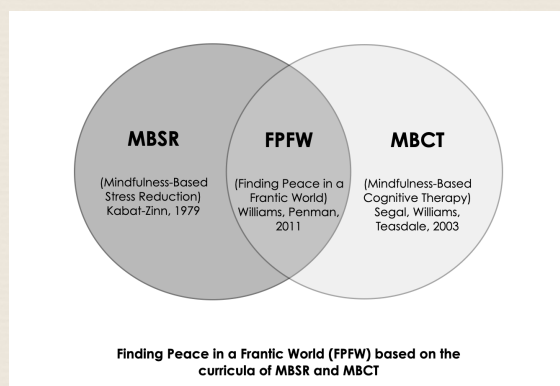 MBSR
(Mindfulness-Based
Stress Reduction)
Kabat-Zinn, 1979
FPFW
(Finding Peace in a
Frantic World)
Williams, Penman,
2011
MBCT
(Mindfulness-Based
Cognitive Therapy)
Segal, Williams,
Teasdale, 2003
Finding Peace in a Frantic World (FPFW) based on the
curricula of MBSR and MBCT